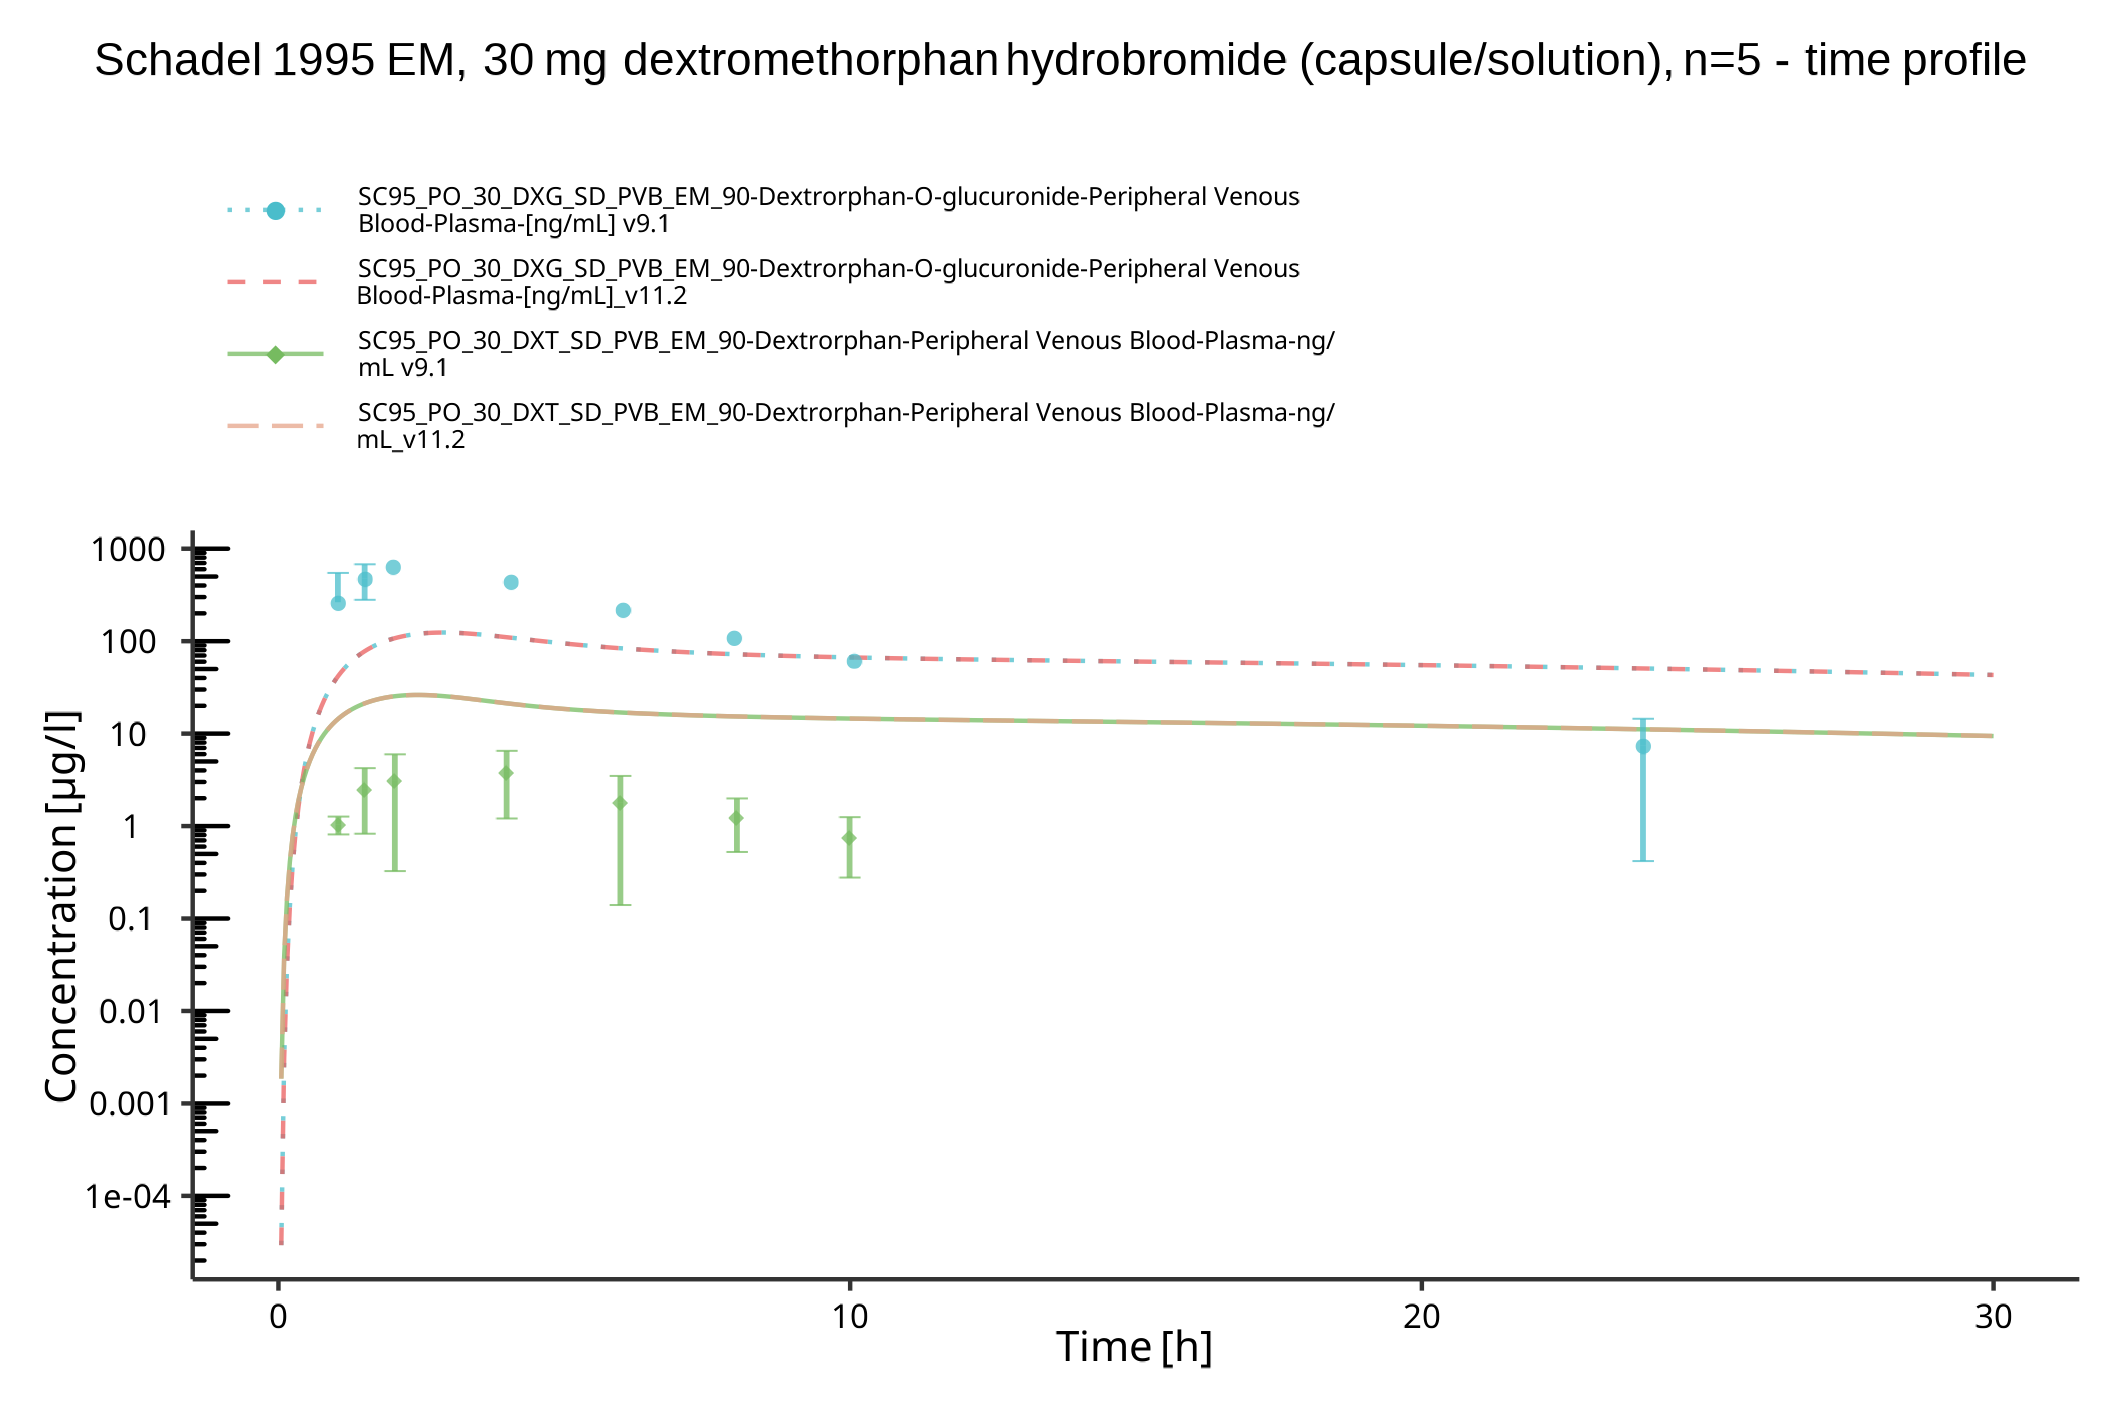 Schadel 1995 EM, 30 mg dextromethorphan hydrobromide (capsule/solution), n=5 - time profile
SC95_PO_30_DXG_SD_PVB_EM_90-Dextrorphan-O-glucuronide-Peripheral Venous
Blood-Plasma-[ng/mL] v9.1
SC95_PO_30_DXG_SD_PVB_EM_90-Dextrorphan-O-glucuronide-Peripheral Venous
Blood-Plasma-[ng/mL]_v11.2
SC95_PO_30_DXT_SD_PVB_EM_90-Dextrorphan-Peripheral Venous Blood-Plasma-ng/
mL v9.1
SC95_PO_30_DXT_SD_PVB_EM_90-Dextrorphan-Peripheral Venous Blood-Plasma-ng/
mL_v11.2
Concentration [µg/l]
1000
100
10
1
0.1
0.01
0.001
1e-04
0 10 20 30
Time [h]